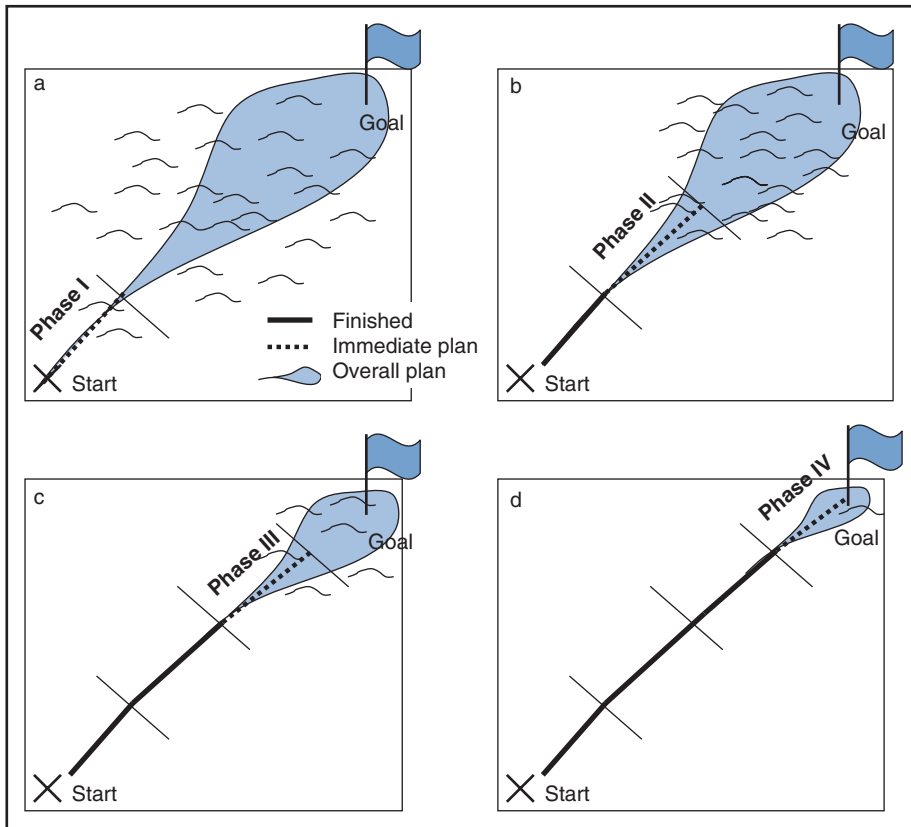 a
Goal
Phase I
Finished
Immediate plan
Overall plan
Start
b
Goal
Phase II
Start
c
Goal
Phase III
Start
d
Phase IV
Goal
Start